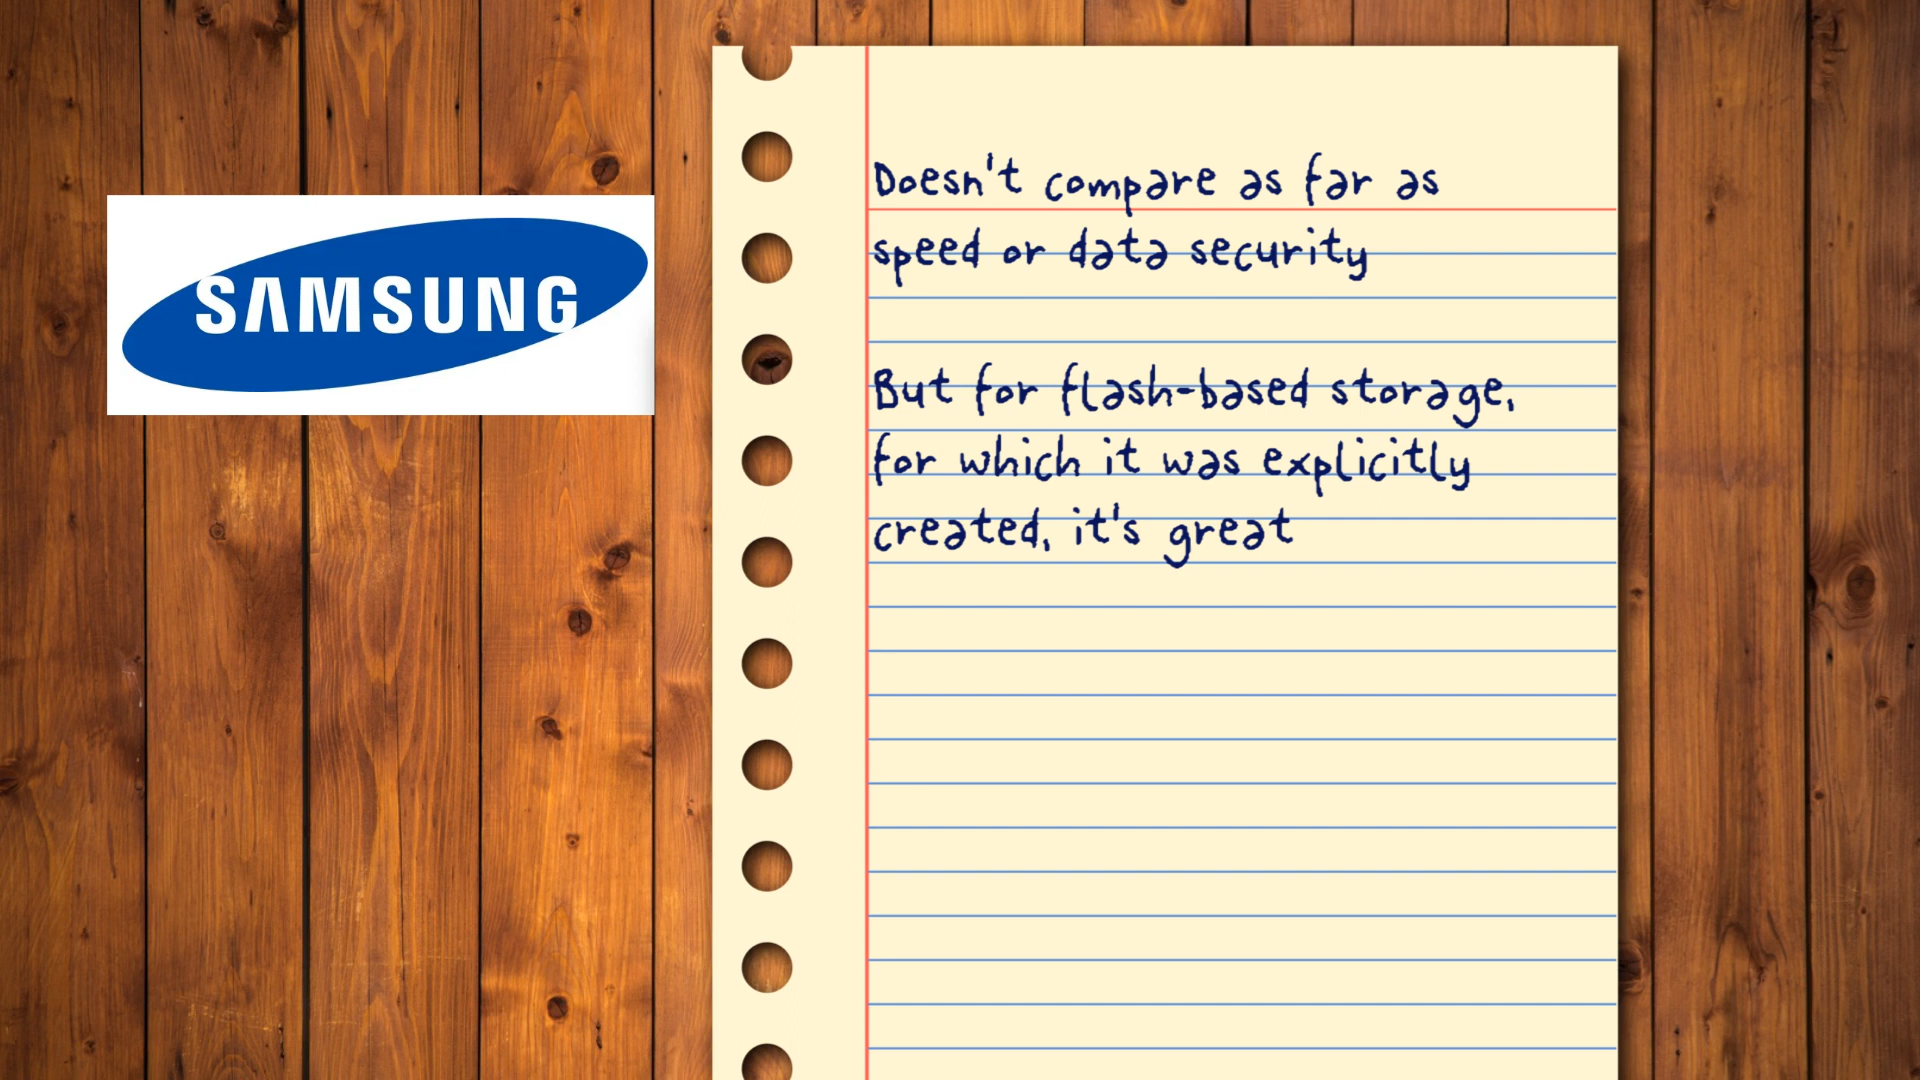 SAMSUNG
Doesn't compare as far as
speed or data security
But for flash-based storage,
for which it was explicitly
created, it's great